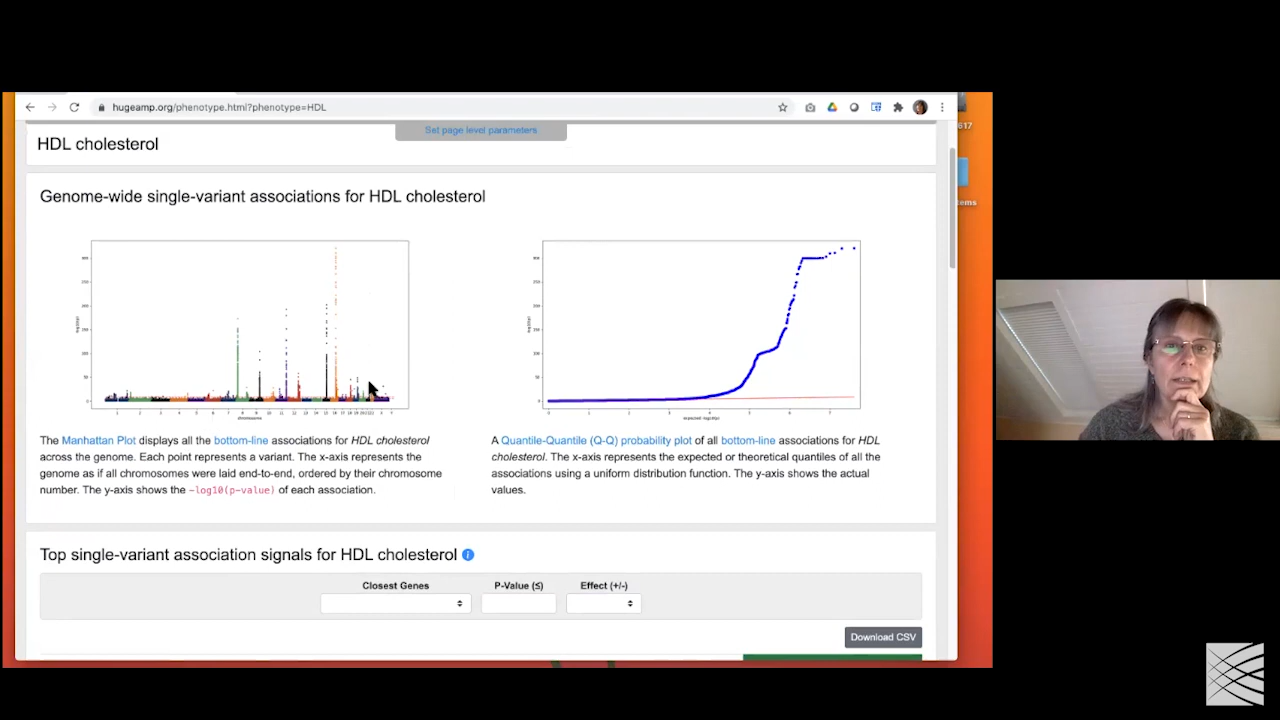 hugeamp.org/phenotype.html?phenotype=HDL
617
Set page level parameters
HDL cholesterol
tems
Genome-wide single-variant associations for HDL cholesterol
The Manhattan Plot displays all the bottom-line associations for HDL cholesterol
across the genome. Each point represents a variant. The x-axis represents the
genome as if all chromosomes were laid end-to-end, ordered by their chromosome
number. The y-axis shows the -log10(p-value) of each association.
A Quantile-Quantile (Q-Q) probability plot of all bottom-line associations for HDL
cholesterol. The x-axis represents the expected or theoretical quantiles of all the
associations using a uniform distribution function. The y-axis shows the actual
values.
Top single-variant association signals for HDL cholesterol
Closest Genes P-Value (≤) Effect (+/-)
Download CSV